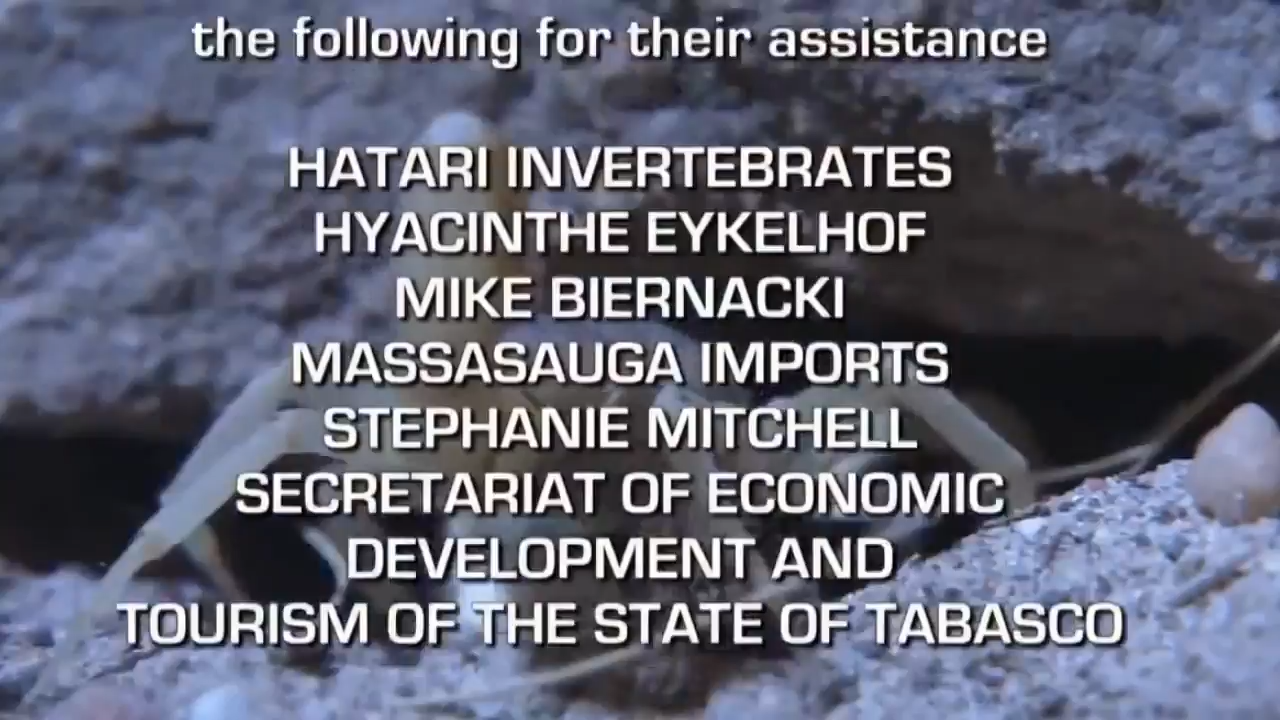 the following for their assistance
HATARI INVERTEBRATES
HYACINTHE EYKELHOF
MIKE BIERNACKI
MASSASAUGA IMPORTS
STEPHANIE MITCHELL
SECRETARIAT OF ECONOMIC
DEVELOPMENT AND
TOURISM OF THE STATE OF TABASCO